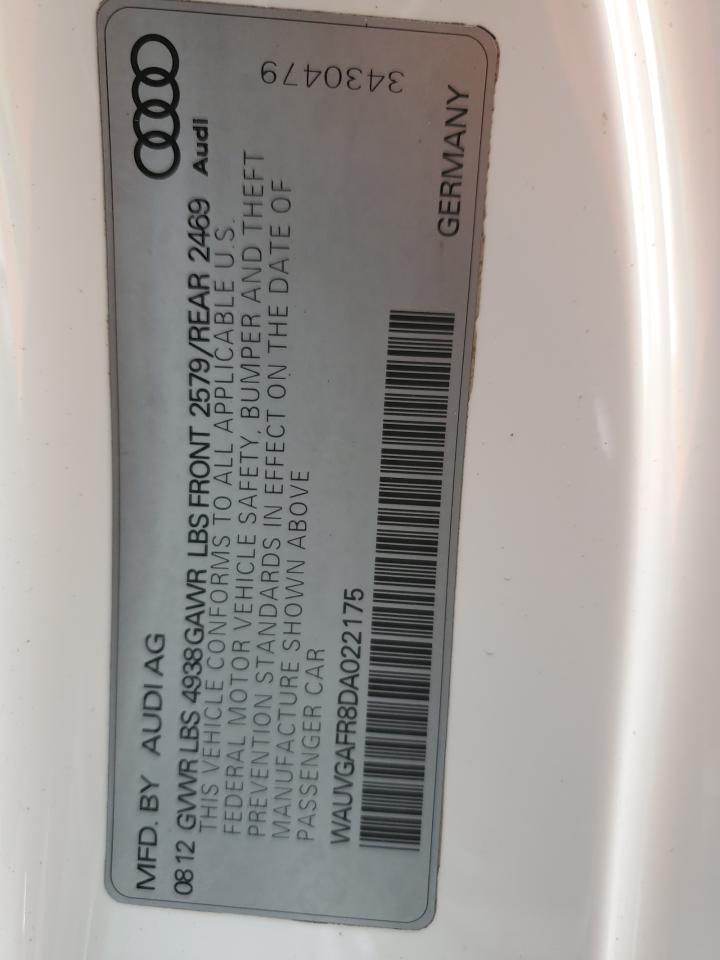 MFD. BY AUDI AG
08 12 GVWR LBS 4938 GAWR LBS FRONT 2579/REAR 2469 Audi
THIS VEHICLE CONFORMS TO ALL APPLICABLE U.S.
FEDERAL MOTOR VEHICLE SAFETY, BUMPER AND THEFT
PREVENTION STANDARDS IN EFFECT ON THE DATE OF
MANUFACTURE SHOWN ABOVE
PASSENGER CAR
WAUVGAFR8DA022175
GERMANY
3430479